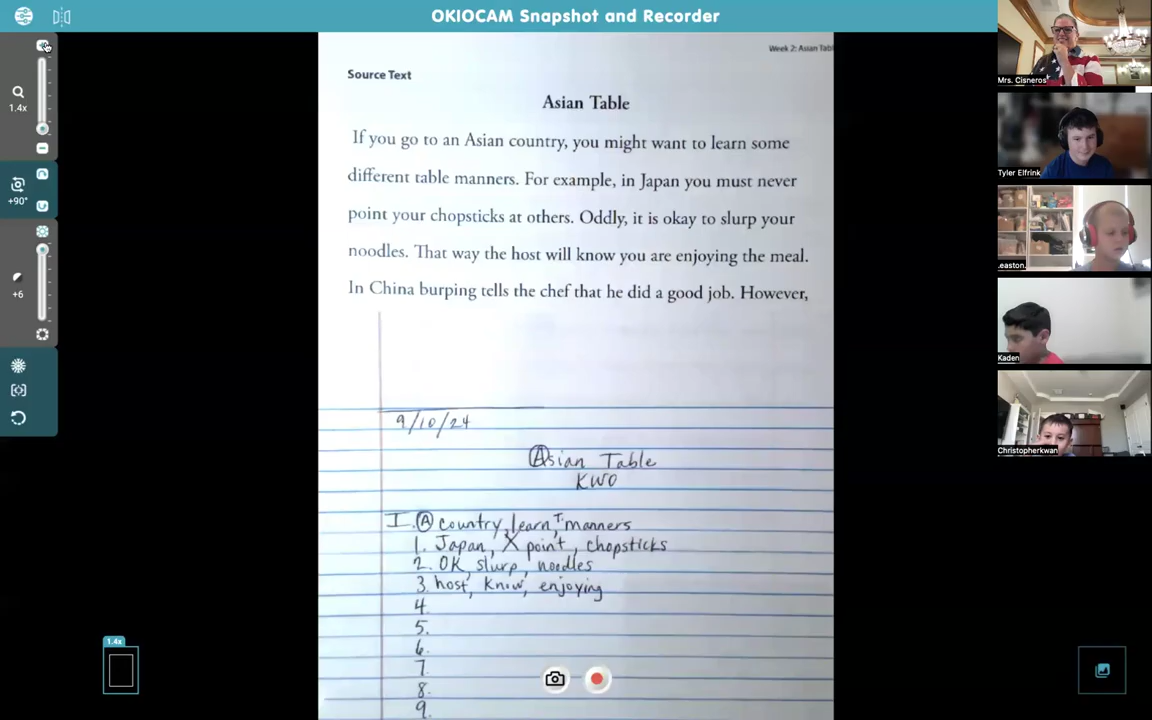 OKIOCAM Snapshot and Recorder
1.4x
+90°
+6
1.4x
Week 2: Asian Tabl
Source Text
Asian Table
If you go to an Asian country, you might want to learn some
different table manners. For example, in Japan you must never
point your chopsticks at others. Oddly, it is okay to slurp your
noodles. That way the host will know you are enjoying the meal.
In China burping tells the chef that he did a good job. However,
9/10/24
Asian Table
KWO
I. A country, learn, T. manners
1. Japan, X point, chopsticks
2. OK, slurp, noodles
3. host, know, enjoying
4.
5.
6.
7.
8.
9.
Mrs. Cisneros
Tyler Elfrink
easton
Kaden
Christopherkwan